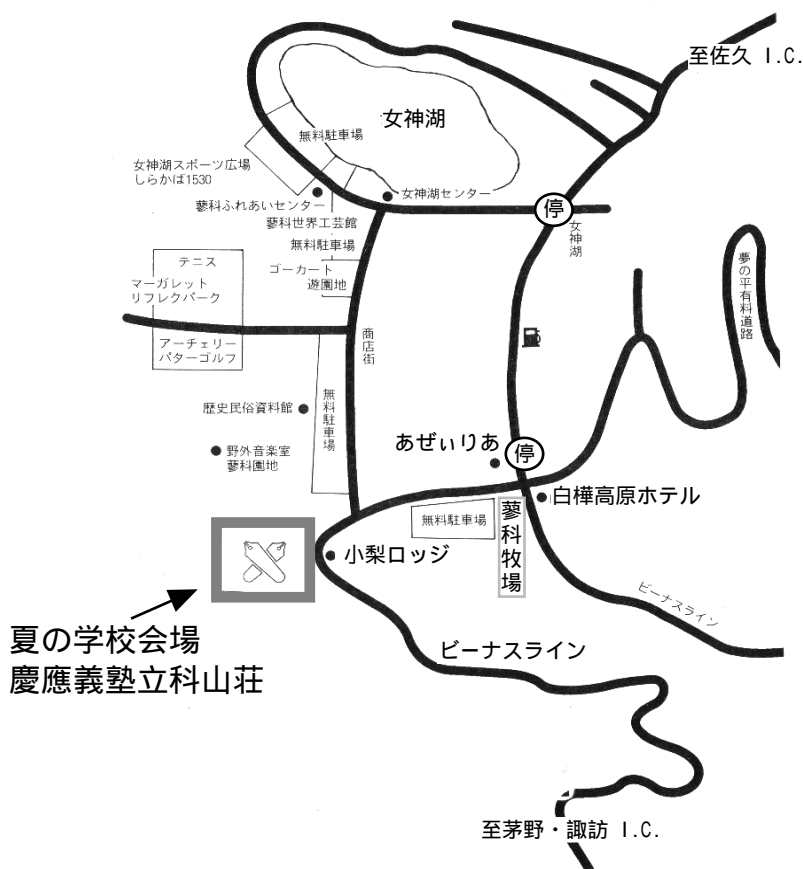 至佐久 I.C.
女神湖
無料駐車場
女神湖スポーツ広場
しらかば1530
女神湖センター
蓼科ふれあいセンター
停
蓼科世界工芸館
女神湖
無料駐車場
テニス
ゴーカート
遊園地
マーガレット
リフレクパーク
夢の平有料道路
商店街
アーチェリー
パターゴルフ
無料駐車場
歴史民俗資料館
あぜぃりあ
停
野外音楽室
蓼科園地
白樺高原ホテル
無料駐車場
蓼科牧場
小梨ロッジ
ビーナスライン
夏の学校会場
慶應義塾立科山荘
ビーナスライン
至茅野・諏訪 I.C.